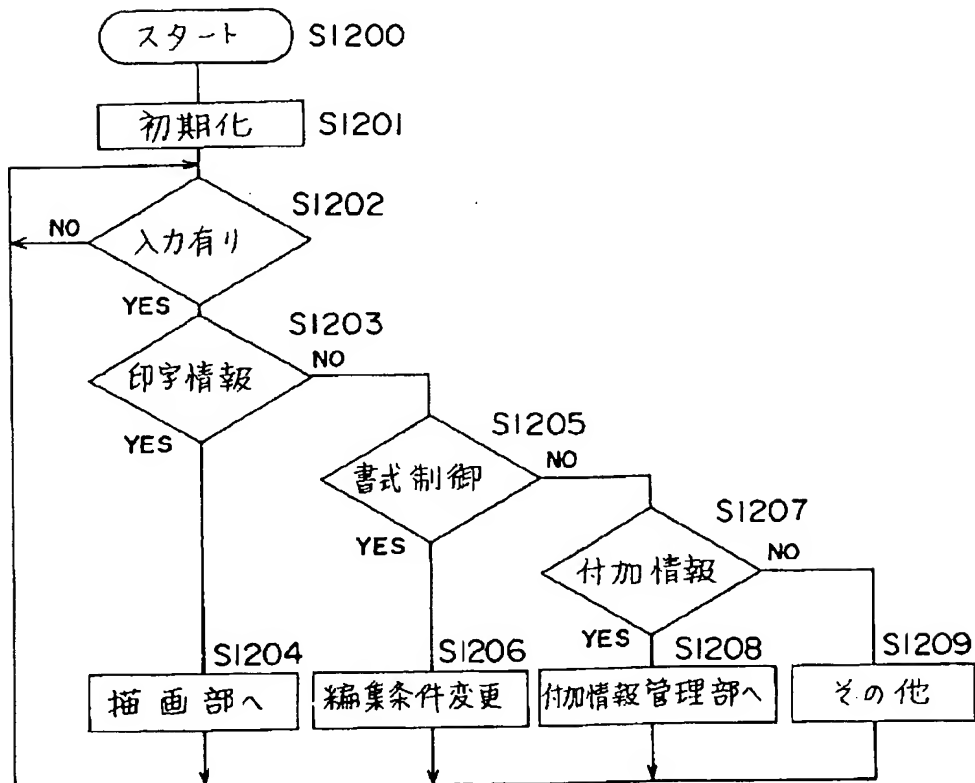 スタート S1200
初期化 S1201
S1202
NO 入力有り
YES
S1203
印字情報 NO
YES
S1205
書式制御 NO
YES
S1207
付加情報 NO
YES
S1204 S1206 S1208 S1209
描画部へ 編集条件変更 付加情報管理部へ その他